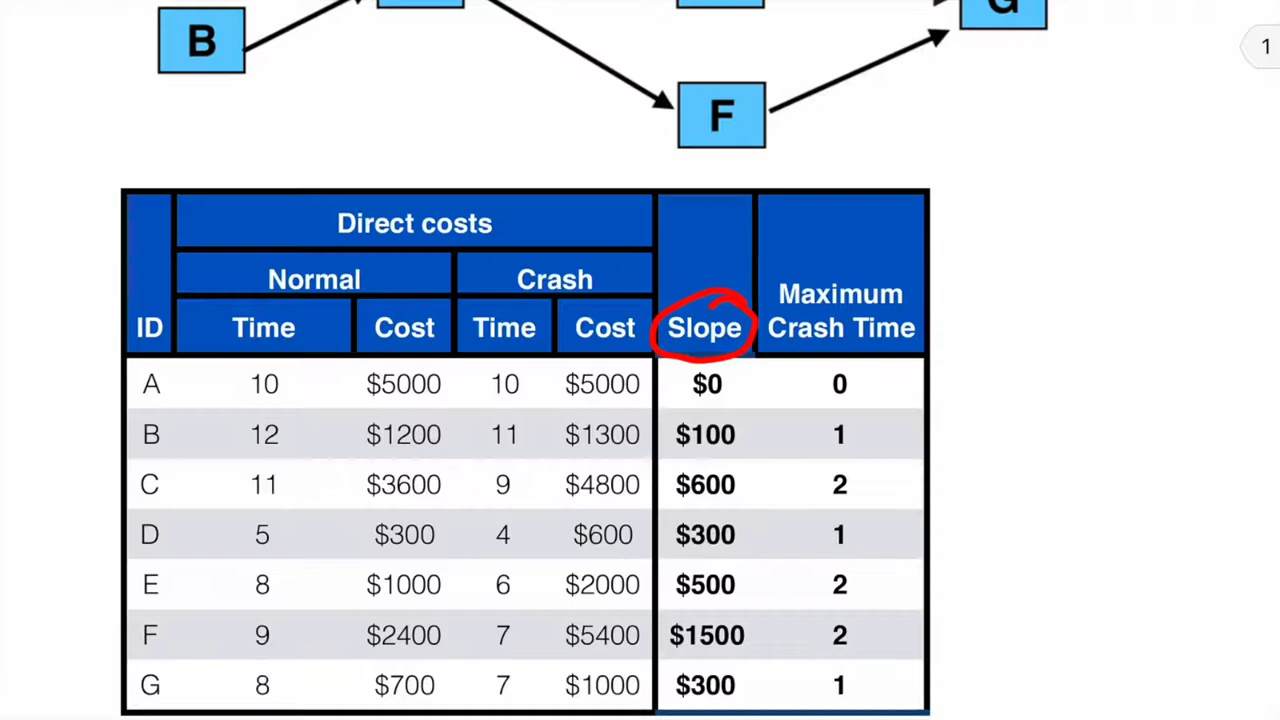 G
1
B
F
Direct costs
Normal Crash
Maximum
ID Time Cost Time Cost Slope Crash Time
A 10 $5000 10 $5000 $0 0
B 12 $1200 11 $1300 $100 1
C 11 $3600 9 $4800 $600 2
D 5 $300 4 $600 $300 1
E 8 $1000 6 $2000 $500 2
F 9 $2400 7 $5400 $1500 2
G 8 $700 7 $1000 $300 1